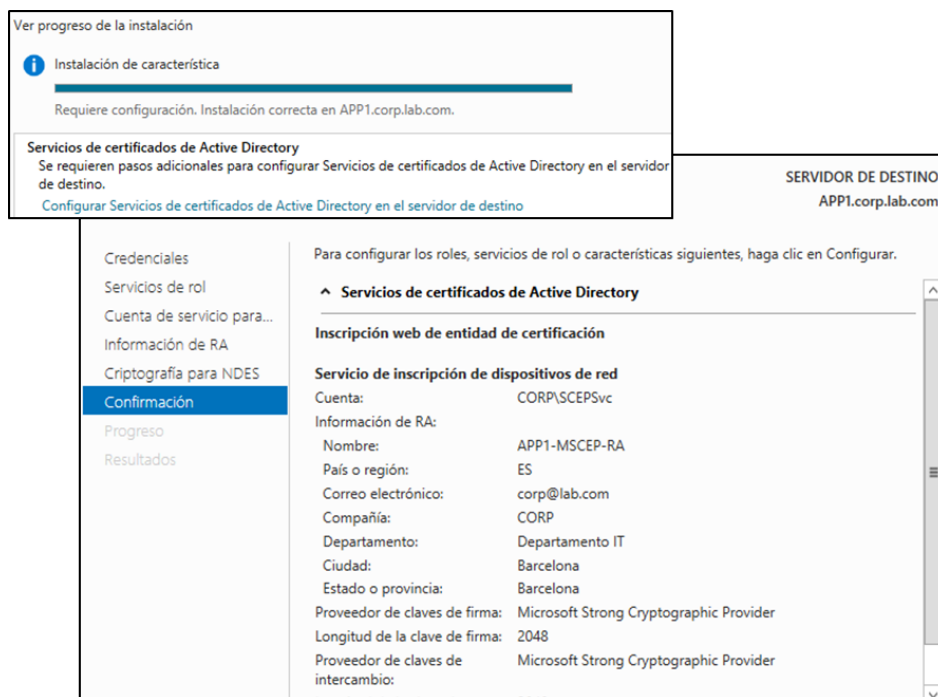 Ver progreso de la instalación
Instalación de característica
Requiere configuración. Instalación correcta en APP1.corp.lab.com.
Servicios de certificados de Active Directory
Se requieren pasos adicionales para configurar Servicios de certificados de Active Directory en el servidor
de destino.
Configurar Servicios de certificados de Active Directory en el servidor de destino
SERVIDOR DE DESTINO
APP1.corp.lab.com
Credenciales
Servicios de rol
Cuenta de servicio para...
Información de RA
Criptografía para NDES
Confirmación
Progreso
Resultados
Para configurar los roles, servicios de rol o características siguientes, haga clic en Configurar.
Servicios de certificados de Active Directory
Inscripción web de entidad de certificación
Servicio de inscripción de dispositivos de red
Cuenta: CORP\SCEPSvc
Información de RA:
Nombre: APP1-MSCEP-RA
País o región: ES
Correo electrónico: corp@lab.com
Compañía: CORP
Departamento: Departamento IT
Ciudad: Barcelona
Estado o provincia: Barcelona
Proveedor de claves de firma: Microsoft Strong Cryptographic Provider
Longitud de la clave de firma: 2048
Proveedor de claves de Microsoft Strong Cryptographic Provider
intercambio: